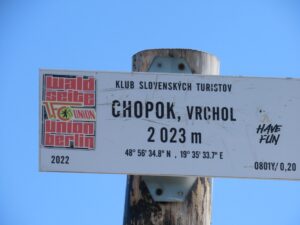 KLUB SLOVENSKÝCH TURISTOV
CHOPOK, VRCHOL
2 023 m
48° 56' 34.8" N , 19° 35' 33.7" E
2022
0801Y/ 0,20
wald
seite
UNION
union
berlin
HAVE
FUN